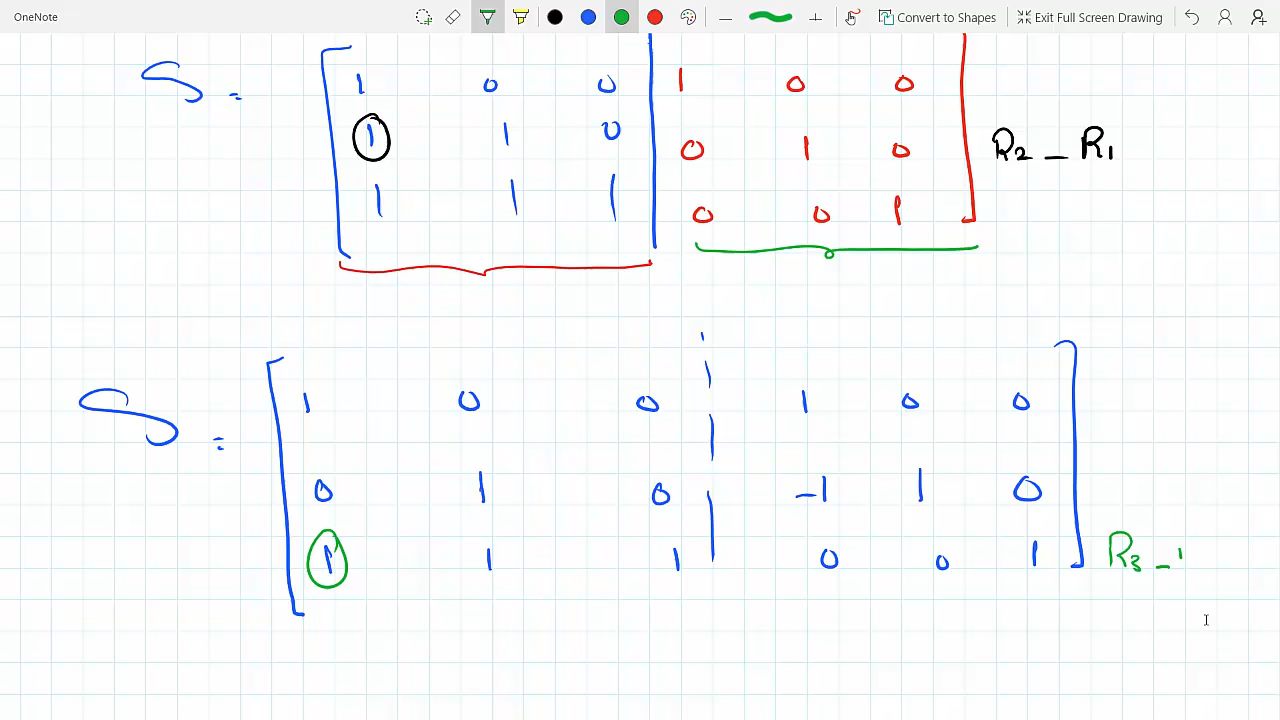 OneNote
Convert to Shapes
Exit Full Screen Drawing
S = [ 1 0 0 | 1 0 0
1 1 0 | 0 1 0 ] R2 - R1
1 1 1 | 0 0 1
S = [ 1 0 0 | 1 0 0
0 1 0 | -1 1 0 ]
1 1 1 | 0 0 1 R3 -